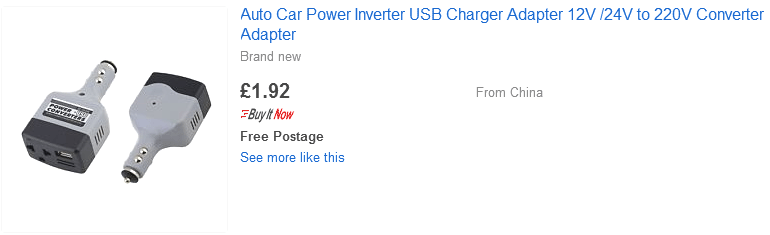 Auto Car Power Inverter USB Charger Adapter 12V /24V to 220V Converter
Adapter
Brand new
£1.92
From China
Buy It Now
Free Postage
See more like this
POWER
CONVERTERS